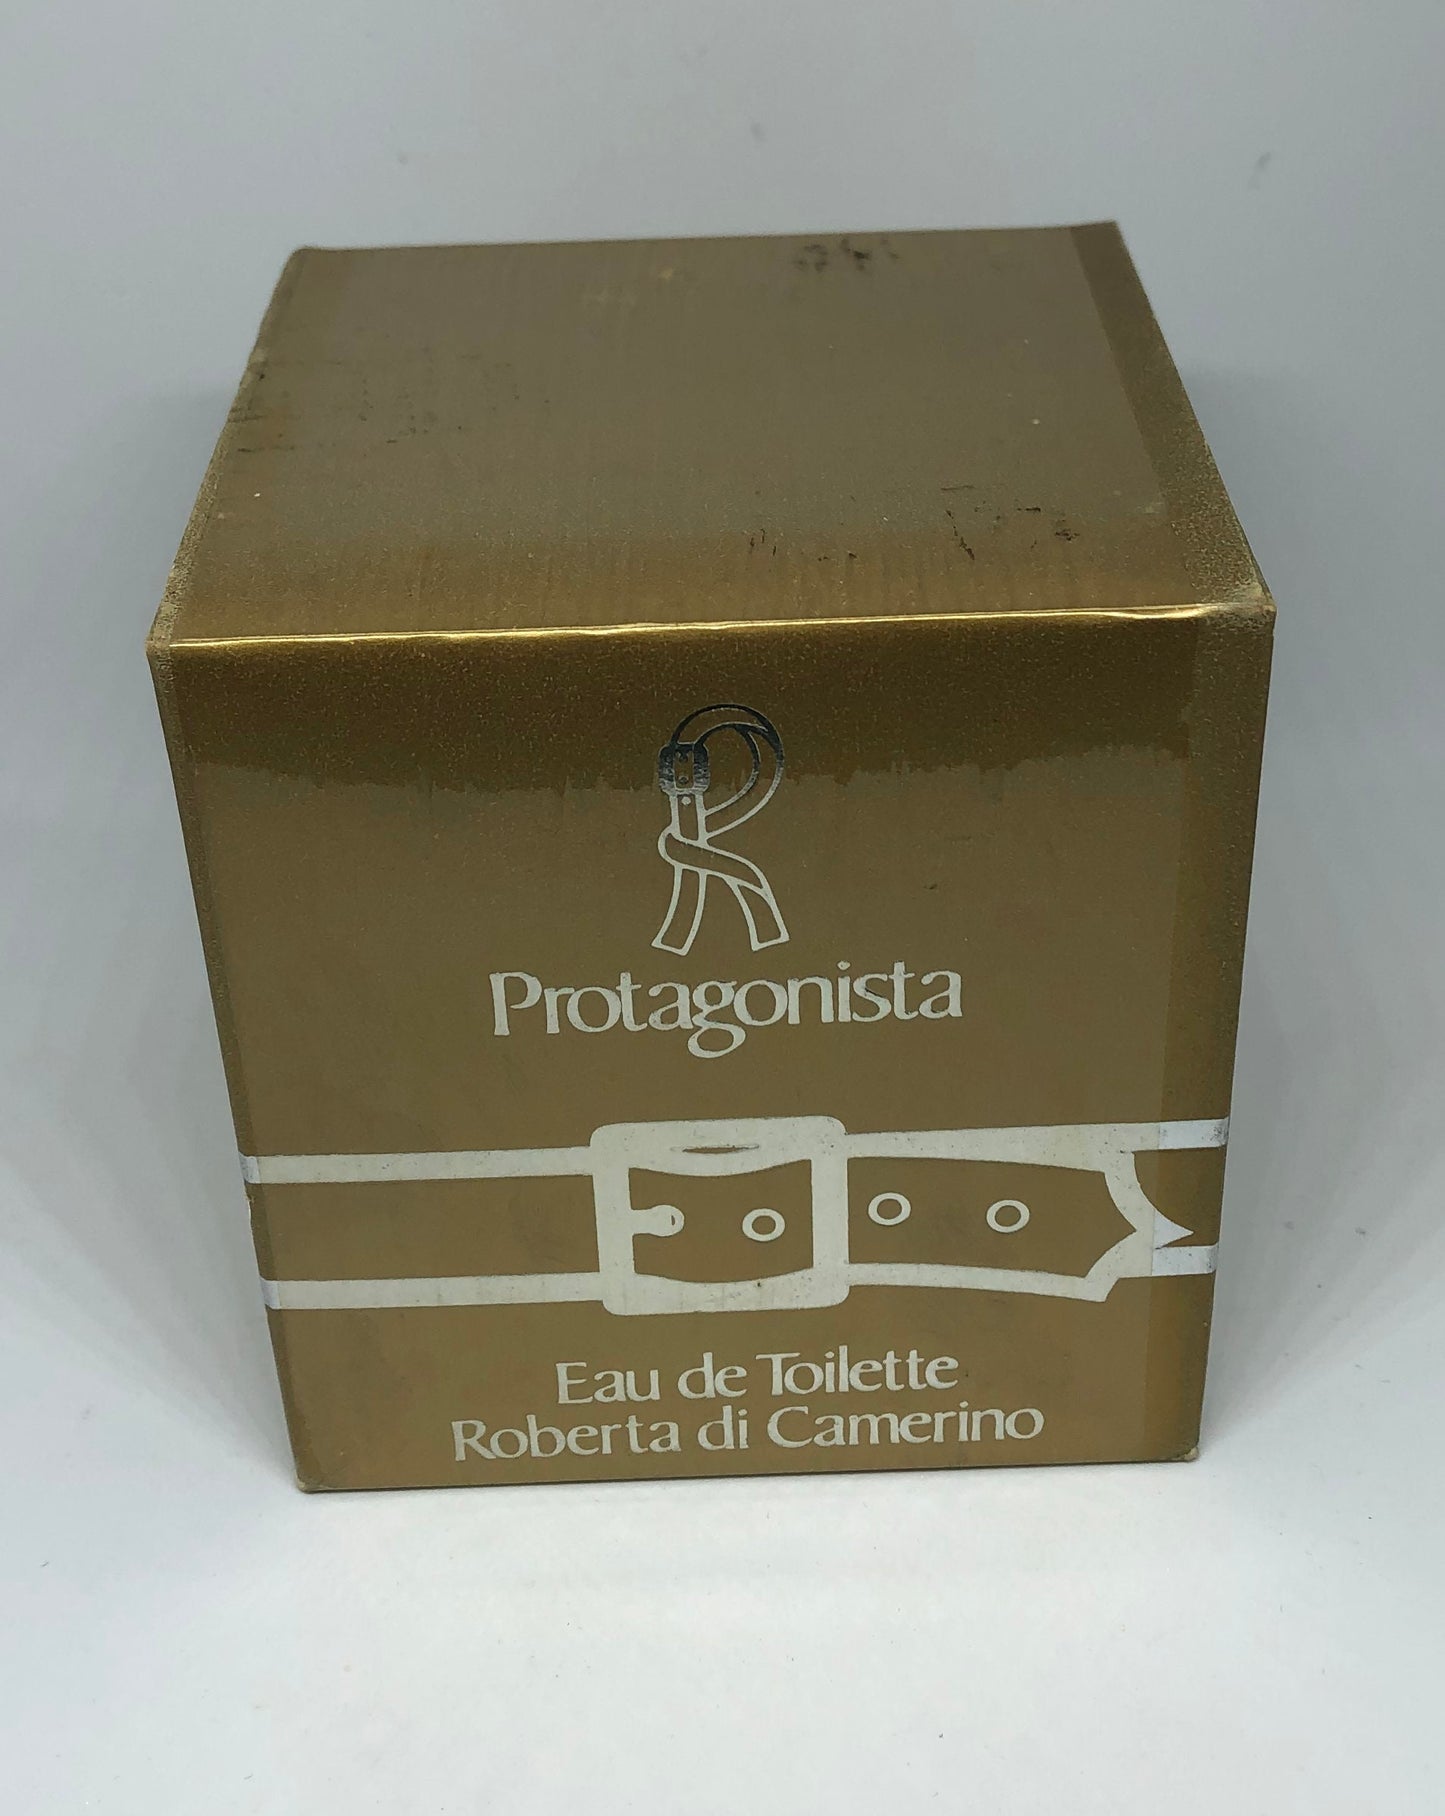 R
Protagonista
Eau de Toilette
Roberta di Camerino